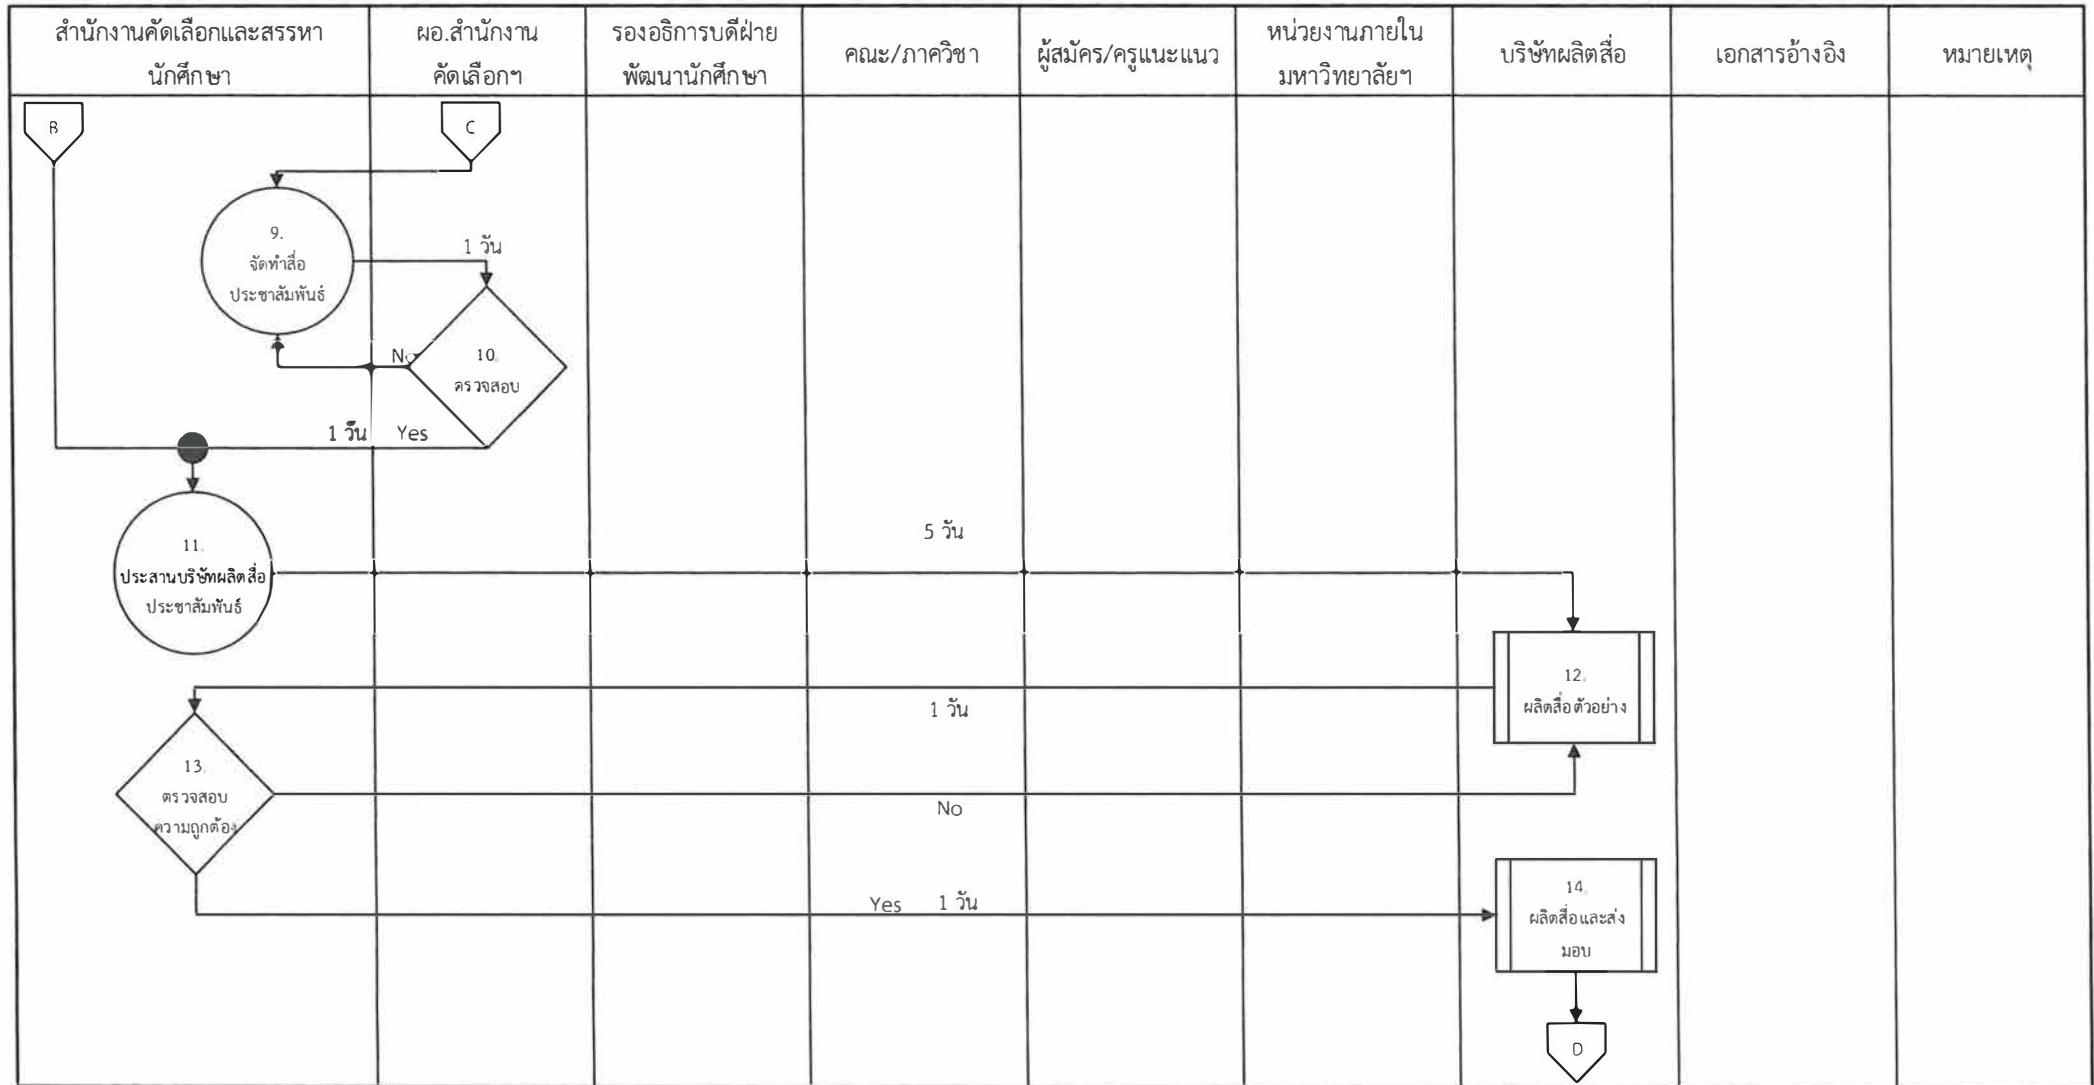 สำนักงานคัดเลือกและสรรหา
นักศึกษา
ผอ.สำนักงาน
คัดเลือกฯ
รองอธิการบดีฝ่าย
พัฒนานักศึกษา
คณะ/ภาควิชา
ผู้สมัคร/ครูแนะแนว
หน่วยงานภายใน
มหาวิทยาลัยฯ
บริษัทผลิตสื่อ
เอกสารอ้างอิง
หมายเหตุ
B
C
9.
จัดทำสื่อ
ประชาสัมพันธ์
1 วัน
No
10.
ตรวจสอบ
1 วัน Yes
11.
ประสานบริษัทผลิตสื่อ
ประชาสัมพันธ์
5 วัน
12.
ผลิตสื่อตัวอย่าง
1 วัน
13.
ตรวจสอบ
ความถูกต้อง
No
Yes 1 วัน
14.
ผลิตสื่อและส่ง
มอบ
D